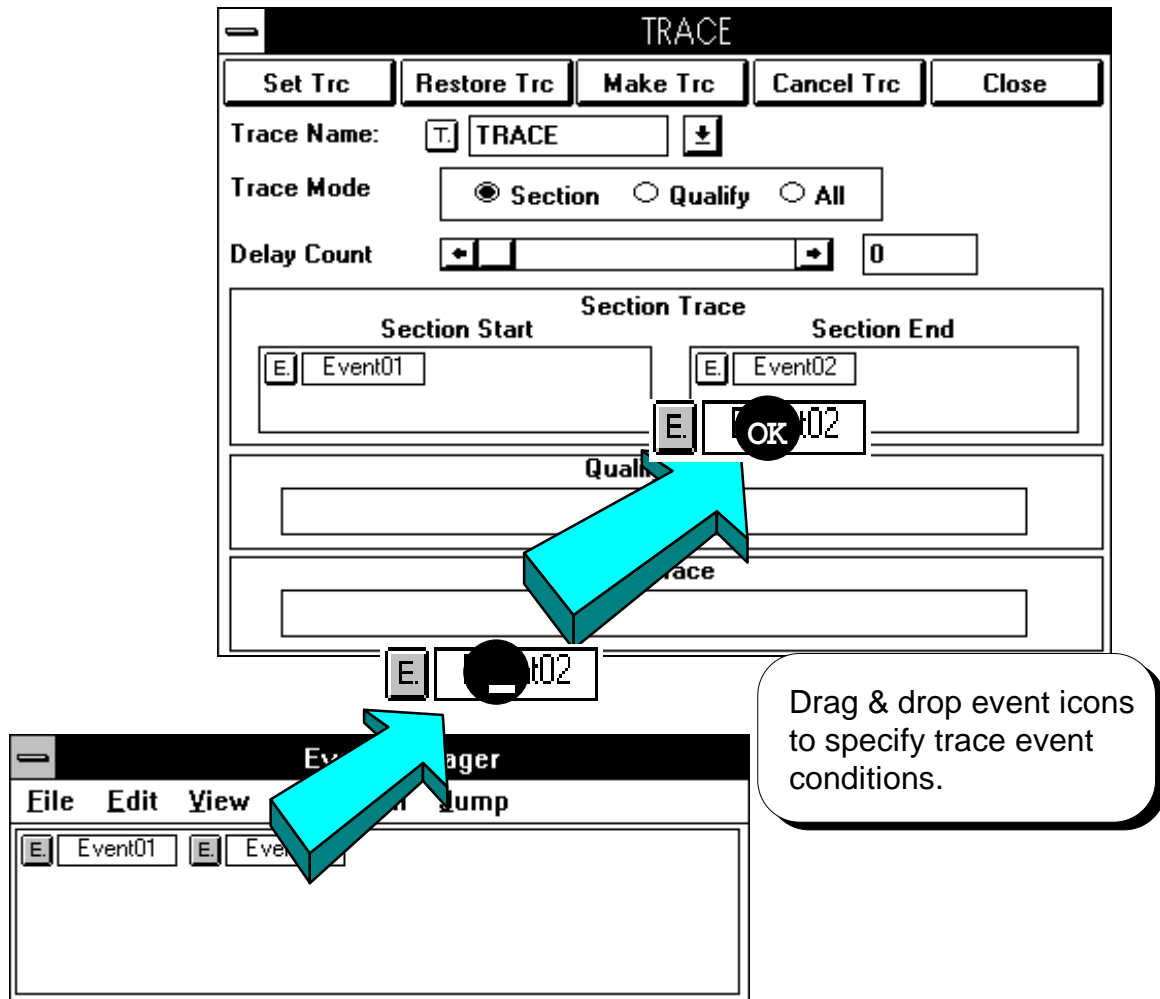 TRACE
Set Trc Restore Trc Make Trc Cancel Trc Close
Trace Name: T. TRACE
Trace Mode Section Qualify All
Delay Count 0
Section Trace
Section Start Section End
E. Event01 E. Event02
E. OK t02
E. t02
Drag & drop event icons
to specify trace event
conditions.
File Edit View Jump
E. Event01 E.